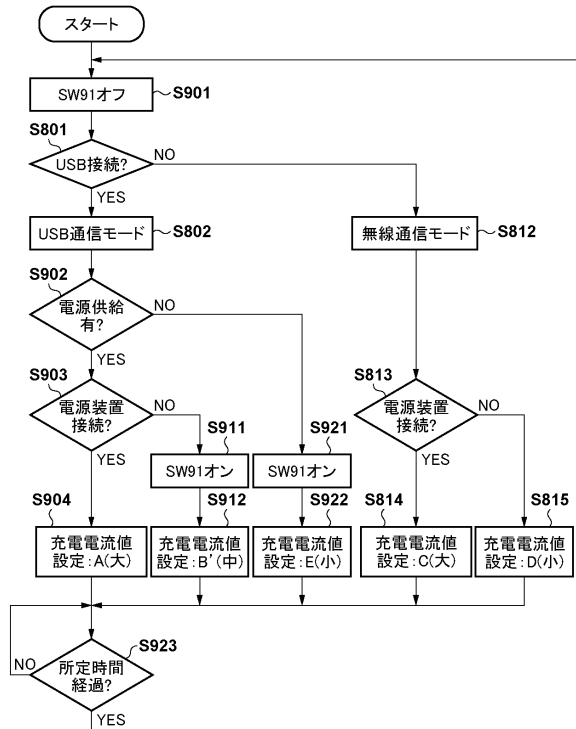 スタート
SW91オフ
S901
S801
USB接続?
NO
YES
USB通信モード
S802
無線通信モード
S812
S902
電源供給
有?
NO
YES
S903
電源装置
接続?
NO
YES
S813
電源装置
接続?
NO
YES
S911
SW91オン
S921
SW91オン
S904
充電電流値
設定:A(大)
S912
充電電流値
設定:B'(中)
S922
充電電流値
設定:E(小)
S814
充電電流値
設定:C(大)
S815
充電電流値
設定:D(小)
S923
所定時間
経過?
NO
YES